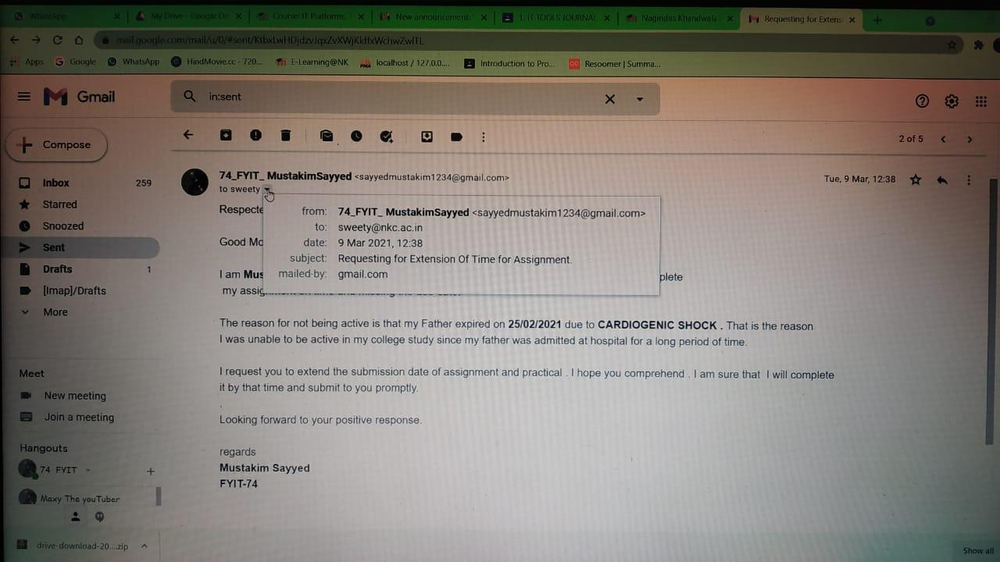 WhatsApp
My Drive - Google Dri
Course: IT Platforms,
New announcement:
1. IT TOOLS JOURNAL
Nagindas Khandwala
Requesting for Extens
mail.google.com/mail/u/0/#sent/KtbxLwHDjdzvJqxZvXWjKkffxWchwZwlTL
Apps
Google
WhatsApp
HindMovie.cc - 720...
E-Learning@NK
localhost / 127.0.0....
Introduction to Pro...
Resoomer | Summa...
Gmail
in:sent
Compose
2 of 5
Inbox 259
Starred
Snoozed
Sent
Drafts 1
[Imap]/Drafts
More
Meet
New meeting
Join a meeting
Hangouts
74 FYIT
Maxy The youTuber
74_FYIT_ MustakimSayyed <sayyedmustakim1234@gmail.com>
Tue, 9 Mar, 12:38
to sweety
Respecte
from: 74_FYIT_ MustakimSayyed <sayyedmustakim1234@gmail.com>
to: sweety@nkc.ac.in
date: 9 Mar 2021, 12:38
subject: Requesting for Extension Of Time for Assignment.
mailed-by: gmail.com
Good Mo
I am Mus plete
my assignment on time and missing the due date.
The reason for not being active is that my Father expired on 25/02/2021 due to CARDIOGENIC SHOCK . That is the reason
I was unable to be active in my college study since my father was admitted at hospital for a long period of time.
I request you to extend the submission date of assignment and practical . I hope you comprehend . I am sure that I will complete
it by that time and submit to you promptly.
.
Looking forward to your positive response.
regards
Mustakim Sayyed
FYIT-74
drive-download-20....zip
Show all